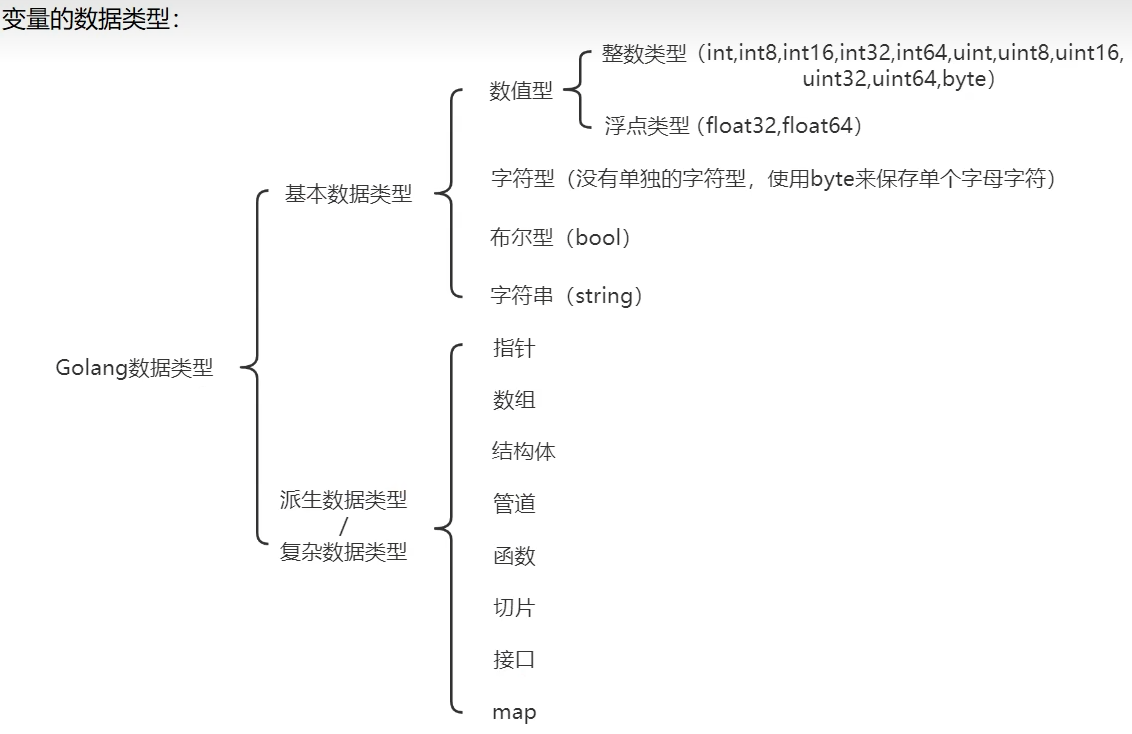 变量的数据类型：
整数类型（int,int8,int16,int32,int64,uint,uint8,uint16,
uint32,uint64,byte）
数值型
浮点类型（float32,float64）
字符型（没有单独的字符型，使用byte来保存单个字母字符）
基本数据类型
布尔型（bool）
字符串（string）
指针
Golang数据类型
数组
结构体
派生数据类型
管道
/
复杂数据类型
函数
切片
接口
map